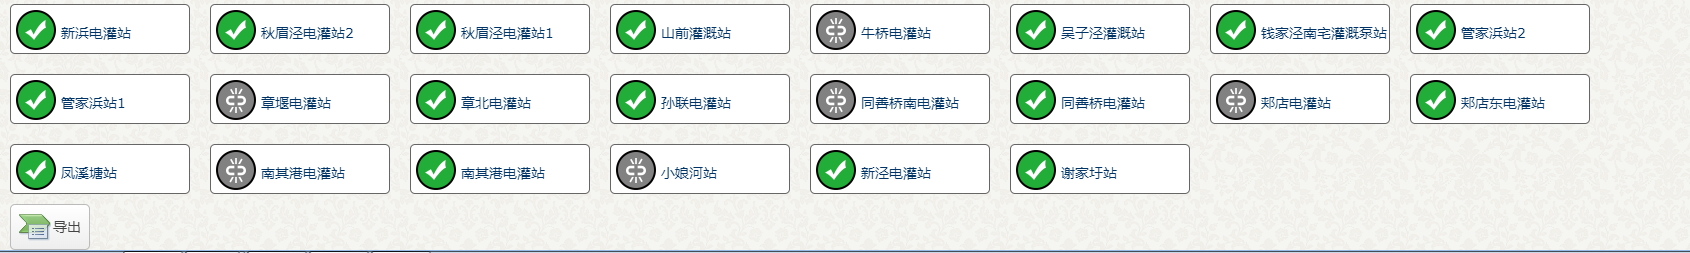 新浜电灌站 秋眉泾电灌站2 秋眉泾电灌站1 山前灌溉站 牛桥电灌站 吴子泾灌溉站 钱家泾南宅灌溉泵站 管家浜站2
管家浜站1 章堰电灌站 章北电灌站 孙联电灌站 同善桥南电灌站 同善桥电灌站 郏店电灌站 郏店东电灌站
凤溪塘站 南其港电灌站 南其港电灌站 小娘河站 新泾电灌站 谢家圩站
导出